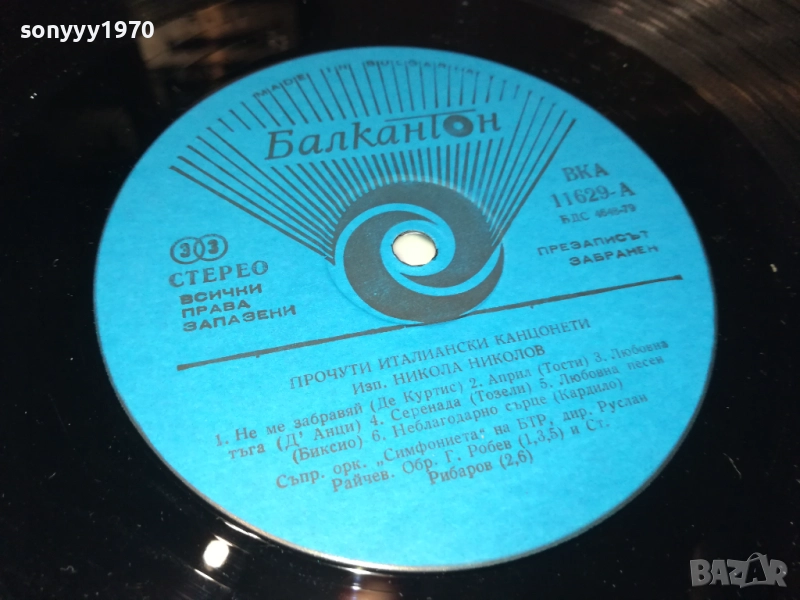 sonyyy1970
MADE IN BULGARIA
Балкантон
ВКА
11629-А
БДС 4646-79
33
СТЕРЕО
ПРЕЗАПИСЪТ
ЗАБРАНЕН
ВСИЧКИ
ПРАВА
ЗАПАЗЕНИ
ПРОЧУТИ ИТАЛИАНСКИ КАНЦОНЕТИ
Изп. НИКОЛА НИКОЛОВ
1. Не ме забравяй (Де Куртис) 2. Април (Тости) 3. Любовна
тъга (Д' Анци) 4. Серенада (Тозели) 5. Любовна песен
(Биксио) 6. Неблагодарно сърце (Кардило)
Съпр. орк. „Симфониета" на БТР, дир. Руслан
Райчев. Обр. Г. Робев (1,3,5) и Ст.
Рибаров (2,6)
BAZAR